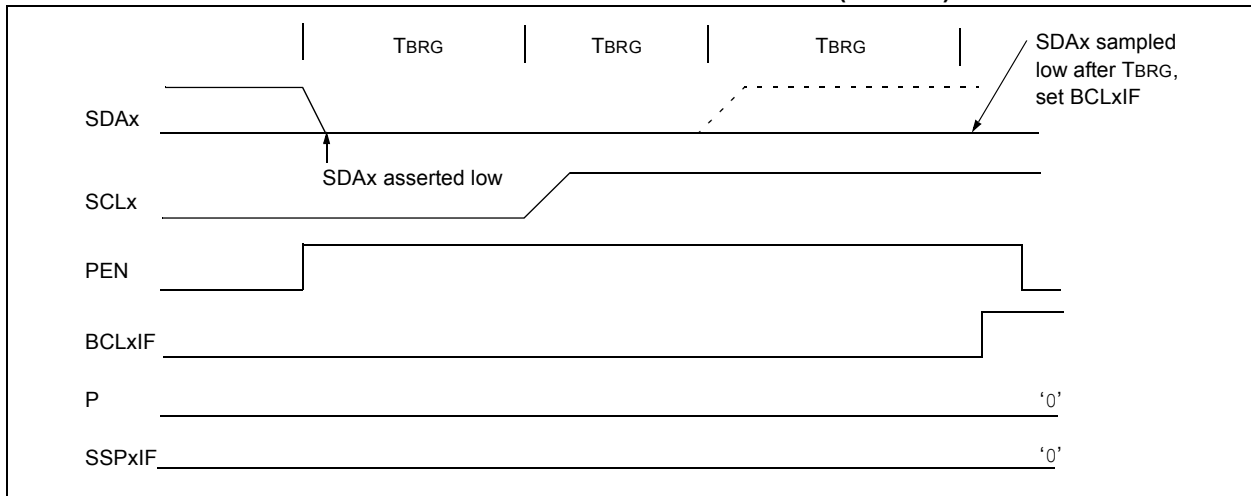 TBRG TBRG TBRG
SDAx sampled
low after TBRG,
set BCLxIF
SDAx
SDAx asserted low
SCLx
PEN
BCLxIF
P '0'
SSPxIF '0'